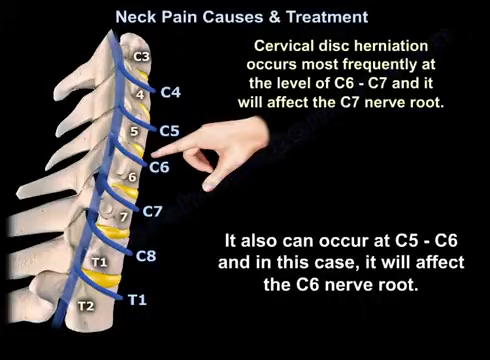 Neck Pain Causes & Treatment
Cervical disc herniation
occurs most frequently at
the level of C6 - C7 and it
will affect the C7 nerve root.
C3
C4
4
C5
5
C6
6
C7
7
C8
T1
T1
T2
It also can occur at C5 - C6
and in this case, it will affect
the C6 nerve root.